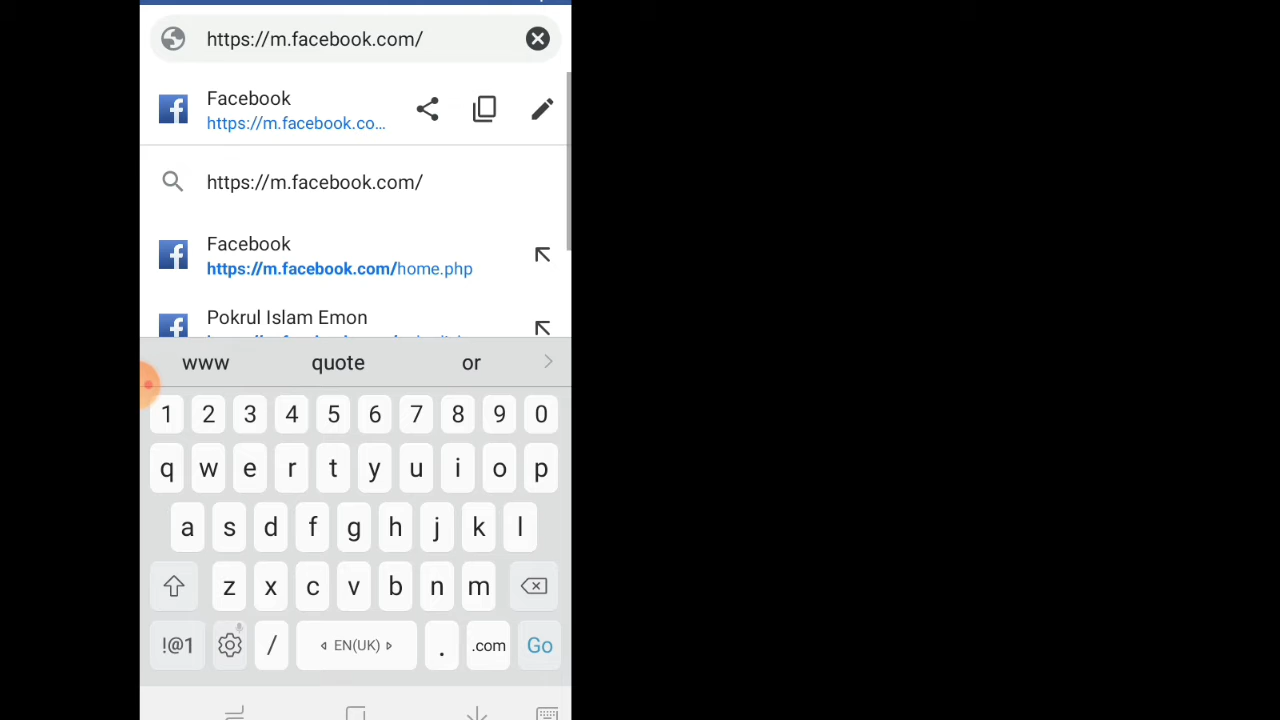 https://m.facebook.com/
Facebook
https://m.facebook.co...
https://m.facebook.com/
Facebook
https://m.facebook.com/home.php
Pokrul Islam Emon
www quote or
1 2 3 4 5 6 7 8 9 0
q w e r t y u i o p
a s d f g h j k l
z x c v b n m
!@1 / EN(UK) . .com Go